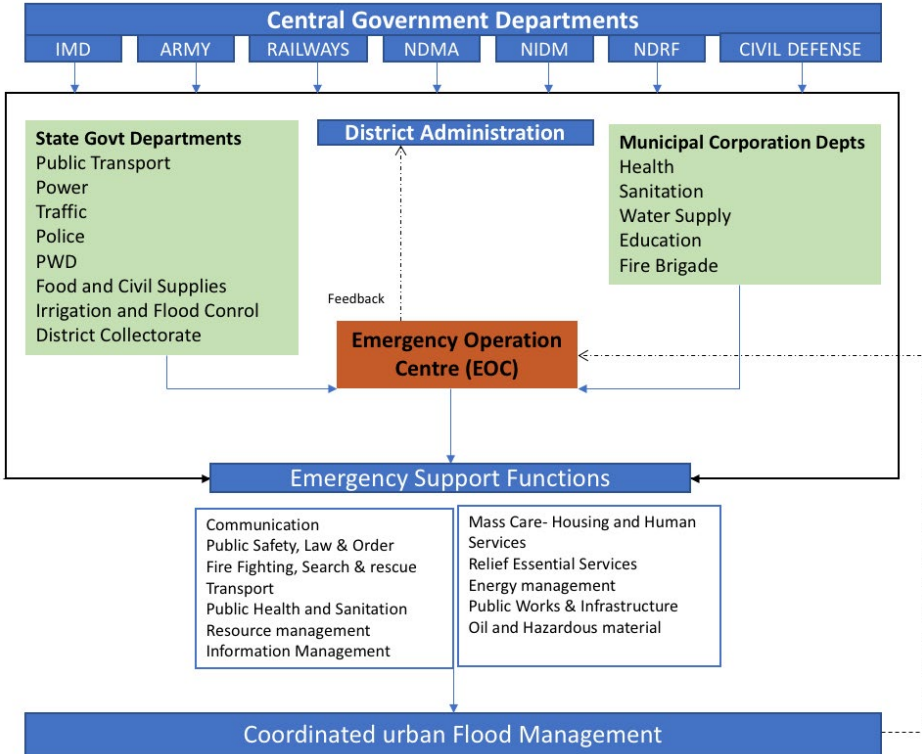 Central Government Departments
IMD
ARMY
RAILWAYS
NDMA
NIDM
NDRF
CIVIL DEFENSE
State Govt Departments
Public Transport
Power
Traffic
Police
PWD
Food and Civil Supplies
Irrigation and Flood Conrol
District Collectorate
District Administration
Municipal Corporation Depts
Health
Sanitation
Water Supply
Education
Fire Brigade
Feedback
Emergency Operation
Centre (EOC)
Emergency Support Functions
Communication
Public Safety, Law & Order
Fire Fighting, Search & rescue
Transport
Public Health and Sanitation
Resource management
Information Management
Mass Care- Housing and Human
Services
Relief Essential Services
Energy management
Public Works & Infrastructure
Oil and Hazardous material
Coordinated urban Flood Management